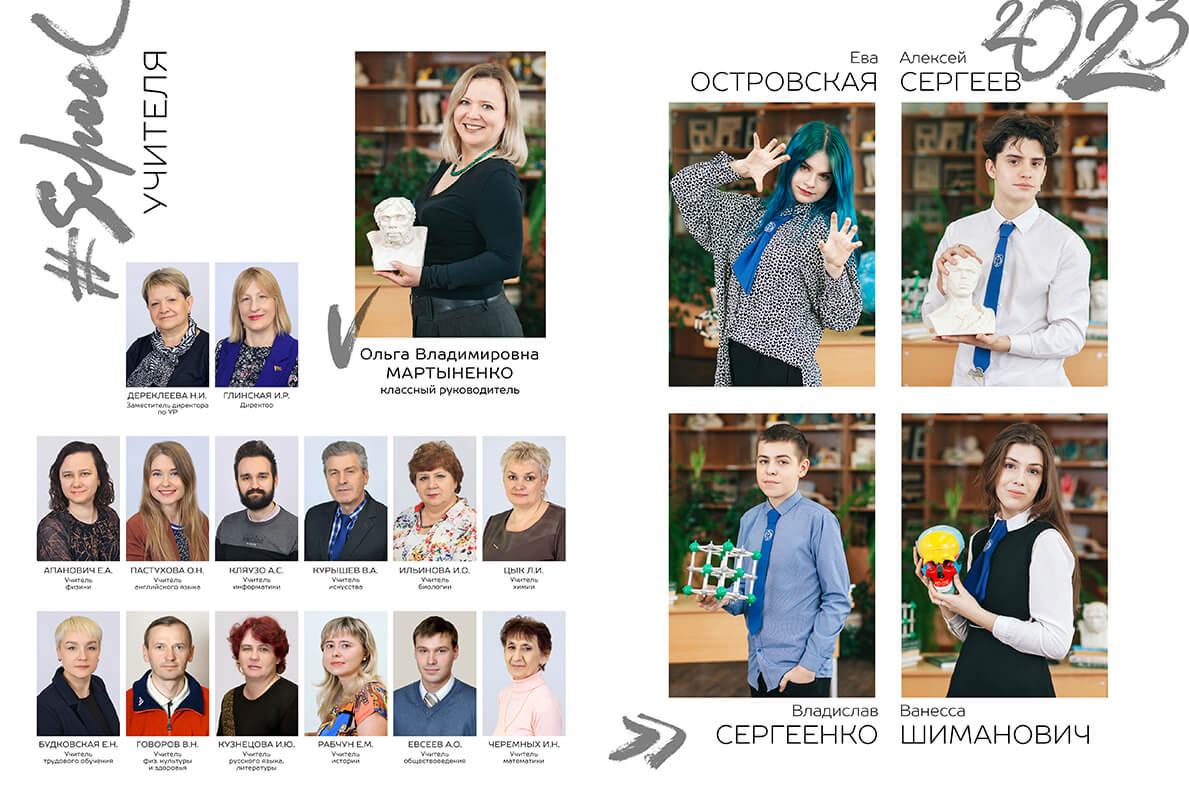 #School
УЧИТЕЛЯ
Ольга Владимировна
МАРТЫНЕНКО
классный руководитель
ДЕРЕКЛЕЕВА Н.И.
Заместитель директора
по УР
ГЛИНСКАЯ И.Р.
Директор
АПАНОВИЧ Е.А.
Учитель
физики
ПАСТУХОВА О.Н.
Учитель
английского языка
КЛЯУЗО А.С.
Учитель
информатики
КУРЫШЕВ В.А.
Учитель
искусства
ИЛЬИНОВА И.О.
Учитель
биологии
ЦЫК Л.И.
Учитель
химии
БУДКОВСКАЯ Е.Н.
Учитель
трудового обучения
ГОВОРОВ В.Н.
Учитель
физ. культуры
и здоровья
КУЗНЕЦОВА И.Ю.
Учитель
русского языка,
литературы
РАБЧУН Е.М.
Учитель
истории
ЕВСЕЕВ А.О.
Учитель
обществоведения
ЧЕРЕМНЫХ И.Н.
Учитель
математики
2023
Ева
ОСТРОВСКАЯ
Алексей
СЕРГЕЕВ
Владислав
СЕРГЕЕНКО
Ванесса
ШИМАНОВИЧ